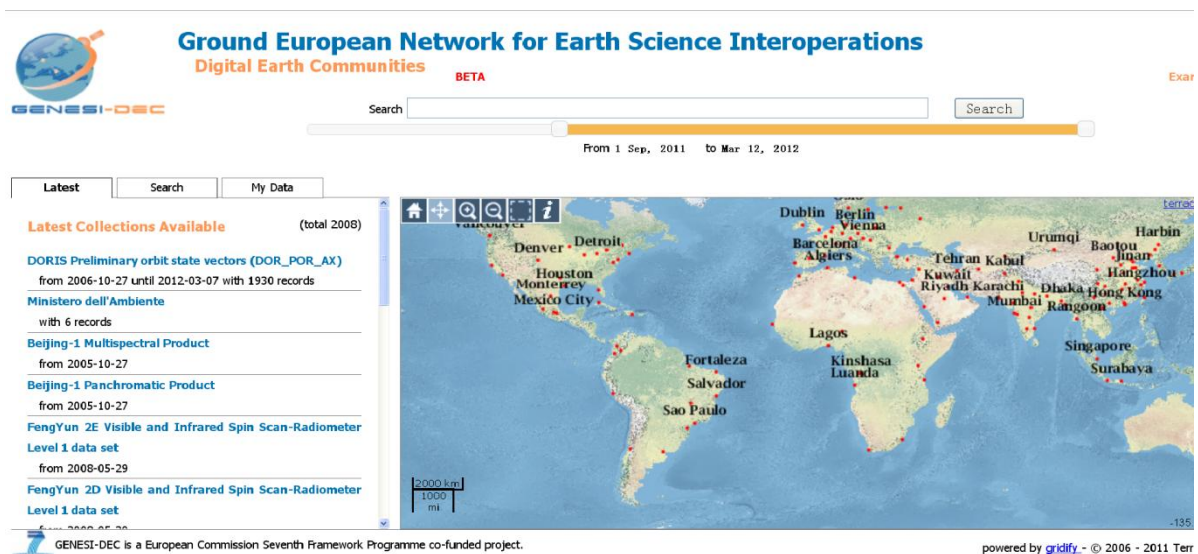 Ground European Network for Earth Science Interoperations
Digital Earth Communities
BETA
GENESI-DEC
Exar
Search
Search
From 1 Sep, 2011 to Mar 12, 2012
Latest Search My Data
Latest Collections Available (total 2008)
DORIS Preliminary orbit state vectors (DOR_POR_AX)
from 2006-10-27 until 2012-03-07 with 1930 records
Ministero dell'Ambiente
with 6 records
Beijing-1 Multispectral Product
from 2005-10-27
Beijing-1 Panchromatic Product
from 2005-10-27
FengYun 2E Visible and Infrared Spin Scan-Radiometer
Level 1 data set
from 2008-05-29
FengYun 2D Visible and Infrared Spin Scan-Radiometer
Level 1 data set
terrac
Vancouver
Denver
Detroit
Houston
Monterrey
Mexico City
Fortaleza
Salvador
Sao Paulo
Dublin
Berlin
Vienna
Barcelona
Algiers
Lagos
Kinshasa
Luanda
Tehran
Kabul
Kuwait
Riyadh
Karachi
Mumbai
Dhaka
Rangoon
Urumqi
Harbin
Baotou
Jinan
Hangzhou
Hong Kong
Singapore
Surabaya
2000 km
1000
mi
-135
7
GENESI-DEC is a European Commission Seventh Framework Programme co-funded project.
powered by gridify - © 2006 - 2011 Terr